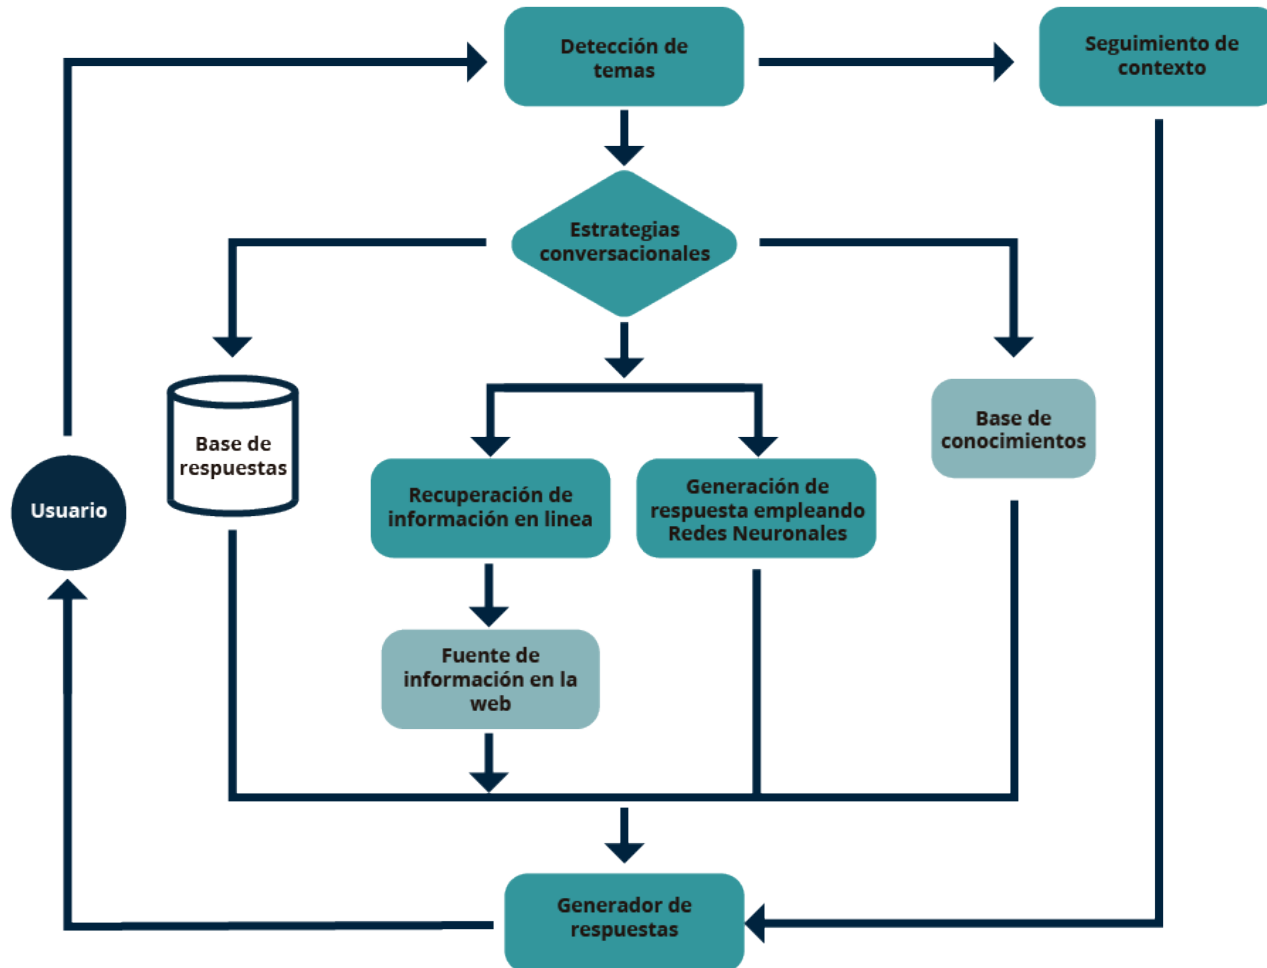 Detección de
temas
Seguimiento de
contexto
Estrategias
conversacionales
Base de
respuestas
Base de
conocimientos
Usuario
Recuperación de
información en linea
Generación de
respuesta empleando
Redes Neuronales
Fuente de
información en la
web
Generador de
respuestas